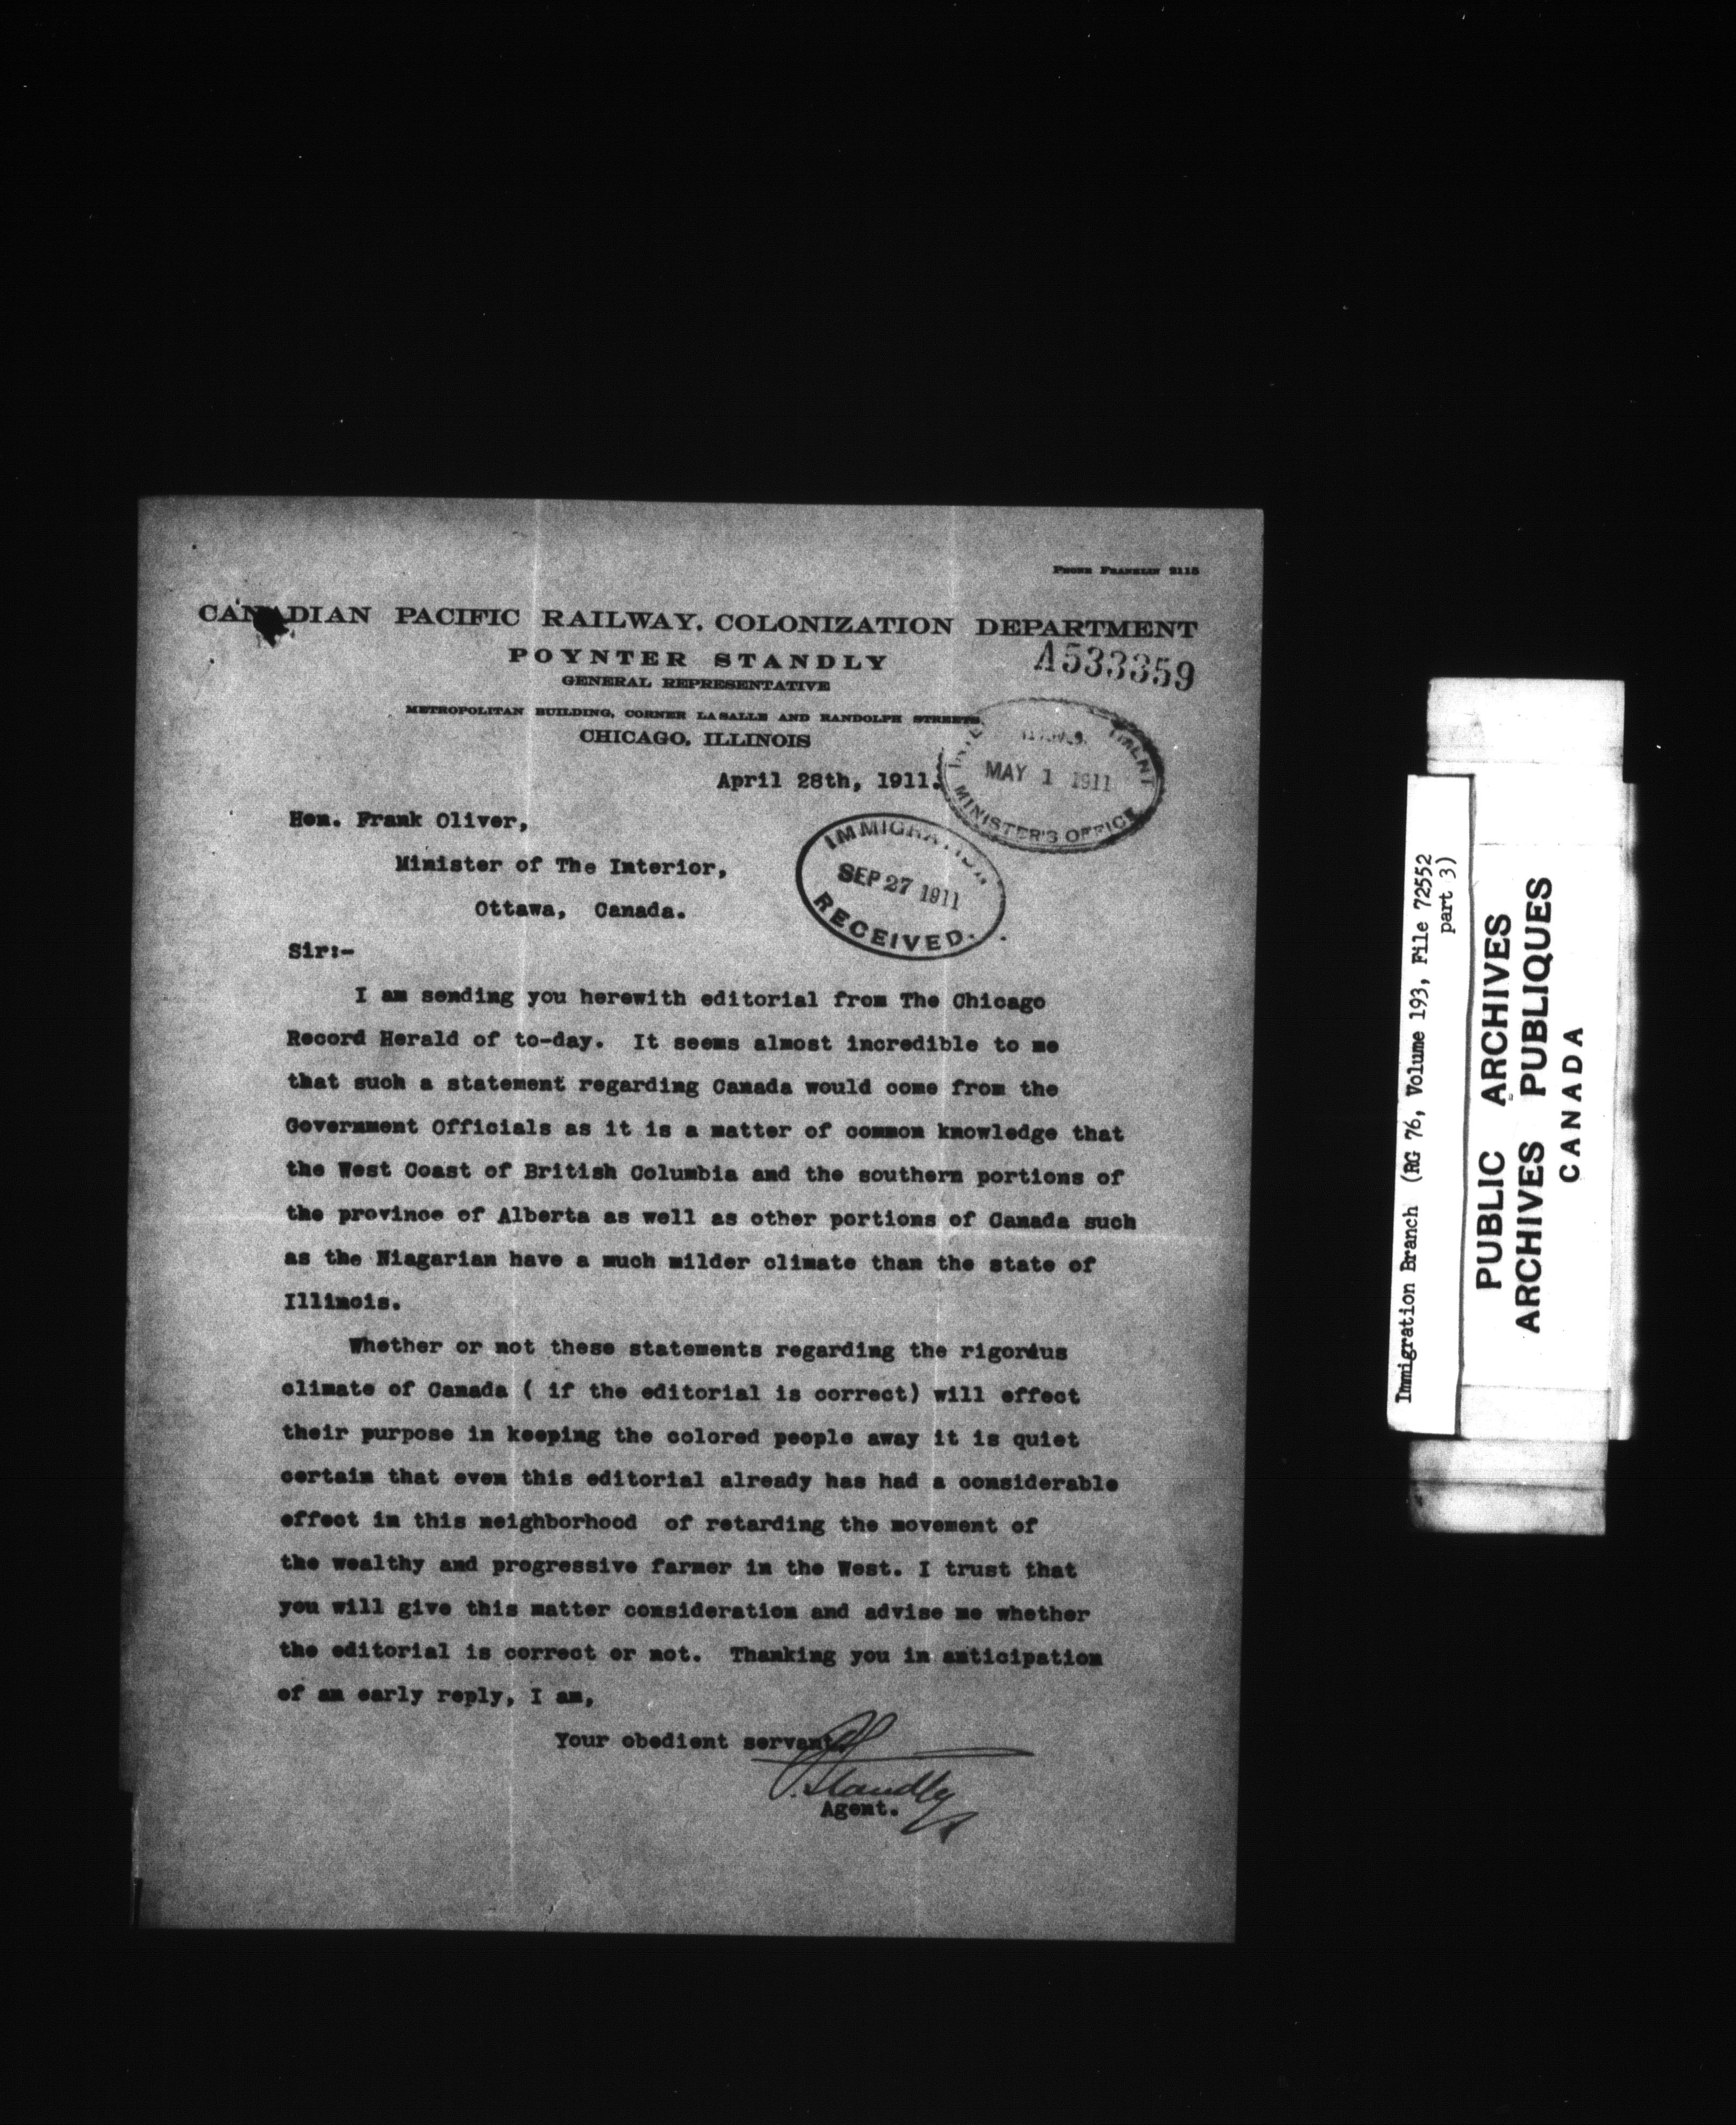 PHONE FRANKLIN 2115
CANADIAN PACIFIC RAILWAY. COLONIZATION DEPARTMENT
POYNTER STANDLY
A533359
GENERAL REPRESENTATIVE
METROPOLITAN BUILDING, CORNER LASALLE AND RANDOLPH STREETS
CHICAGO, ILLINOIS
MAY 1 1911
MINISTER'S OFFICE
April 28th, 1911.
Hon. Frank Oliver,
Minister of The Interior,
Ottawa, Canada.
IMMIGRATION
SEP 27 1911
RECEIVED.
Sir:-
I am sending you herewith editorial from The Chicago
Record Herald of to-day. It seems almost incredible to me
that such a statement regarding Canada would come from the
Government Officials as it is a matter of common knowledge that
the West Coast of British Columbia and the southern portions of
the province of Alberta as well as other portions of Canada such
as the Niagarian have a much milder climate than the state of
Illinois.
Whether or not these statements regarding the rigorous
climate of Canada ( if the editorial is correct) will effect
their purpose in keeping the colored people away it is quiet
certain that even this editorial already has had a considerable
effect in this neighborhood of retarding the movement of
the wealthy and progressive farmer in the West. I trust that
you will give this matter consideration and advise me whether
the editorial is correct or not. Thanking you in anticipation
of an early reply, I am,
Your obedient servant,
P. Standly
Agent.
Immigration Branch (RG 76, Volume 193, File 72552
part 3)
PUBLIC ARCHIVES
ARCHIVES PUBLIQUES
CANADA